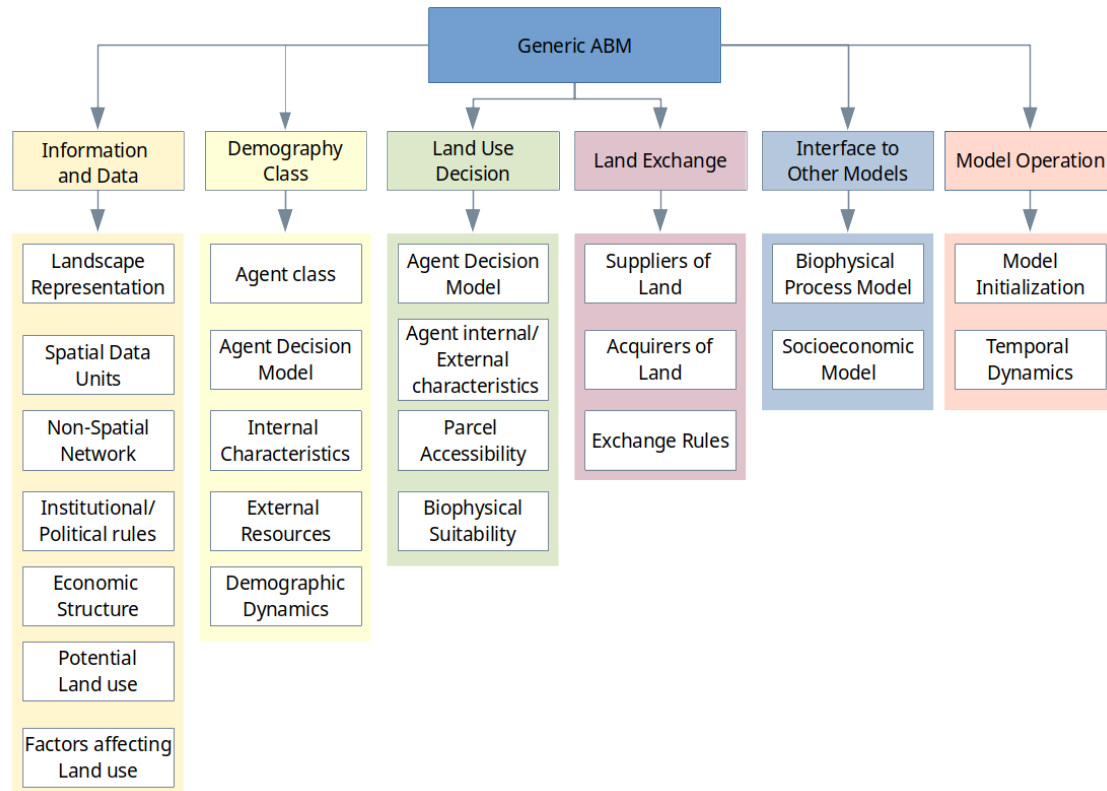 Generic ABM
Information
and Data
Demography
Class
Land Use
Decision
Land Exchange
Interface to
Other Models
Model Operation
Landscape
Representation
Spatial Data
Units
Non-Spatial
Network
Institutional/
Political rules
Economic
Structure
Potential
Land use
Factors affecting
Land use
Agent class
Agent Decision
Model
Internal
Characteristics
External
Resources
Demographic
Dynamics
Agent Decision
Model
Agent internal/
External
characteristics
Parcel
Accessibility
Biophysical
Suitability
Suppliers of
Land
Acquirers of
Land
Exchange Rules
Biophysical
Process Model
Socioeconomic
Model
Model
Initialization
Temporal
Dynamics